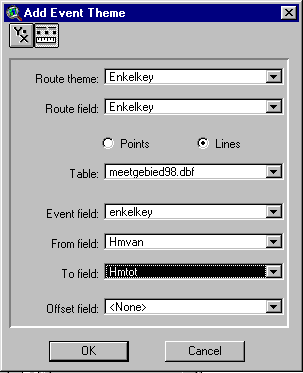 Add Event Theme
Route theme: Enkelkey
Route field: Enkelkey
Points Lines
Table: meetgebied98.dbf
Event field: enkelkey
From field: Hmvan
To field: Hmtot
Offset field: <None>
OK Cancel